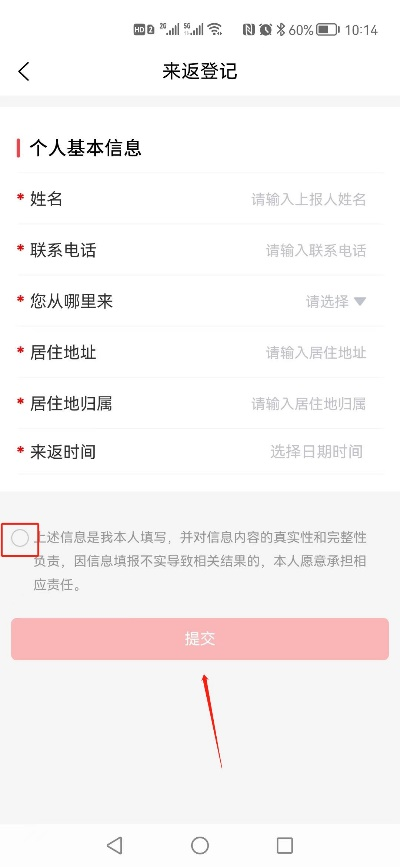 HD 2 2G 5G 60% 10:14
来返登记
个人基本信息
* 姓名 请输入上报人姓名
* 联系电话 请输入联系电话
* 您从哪里来 请选择
* 居住地址 请输入居住地址
* 居住地归属 请输入居住地归属
* 来返时间 选择日期时间
上述信息是我本人填写，并对信息内容的真实性和完整性
负责，因信息填报不实导致相关结果的，本人愿意承担相
应责任。
提交